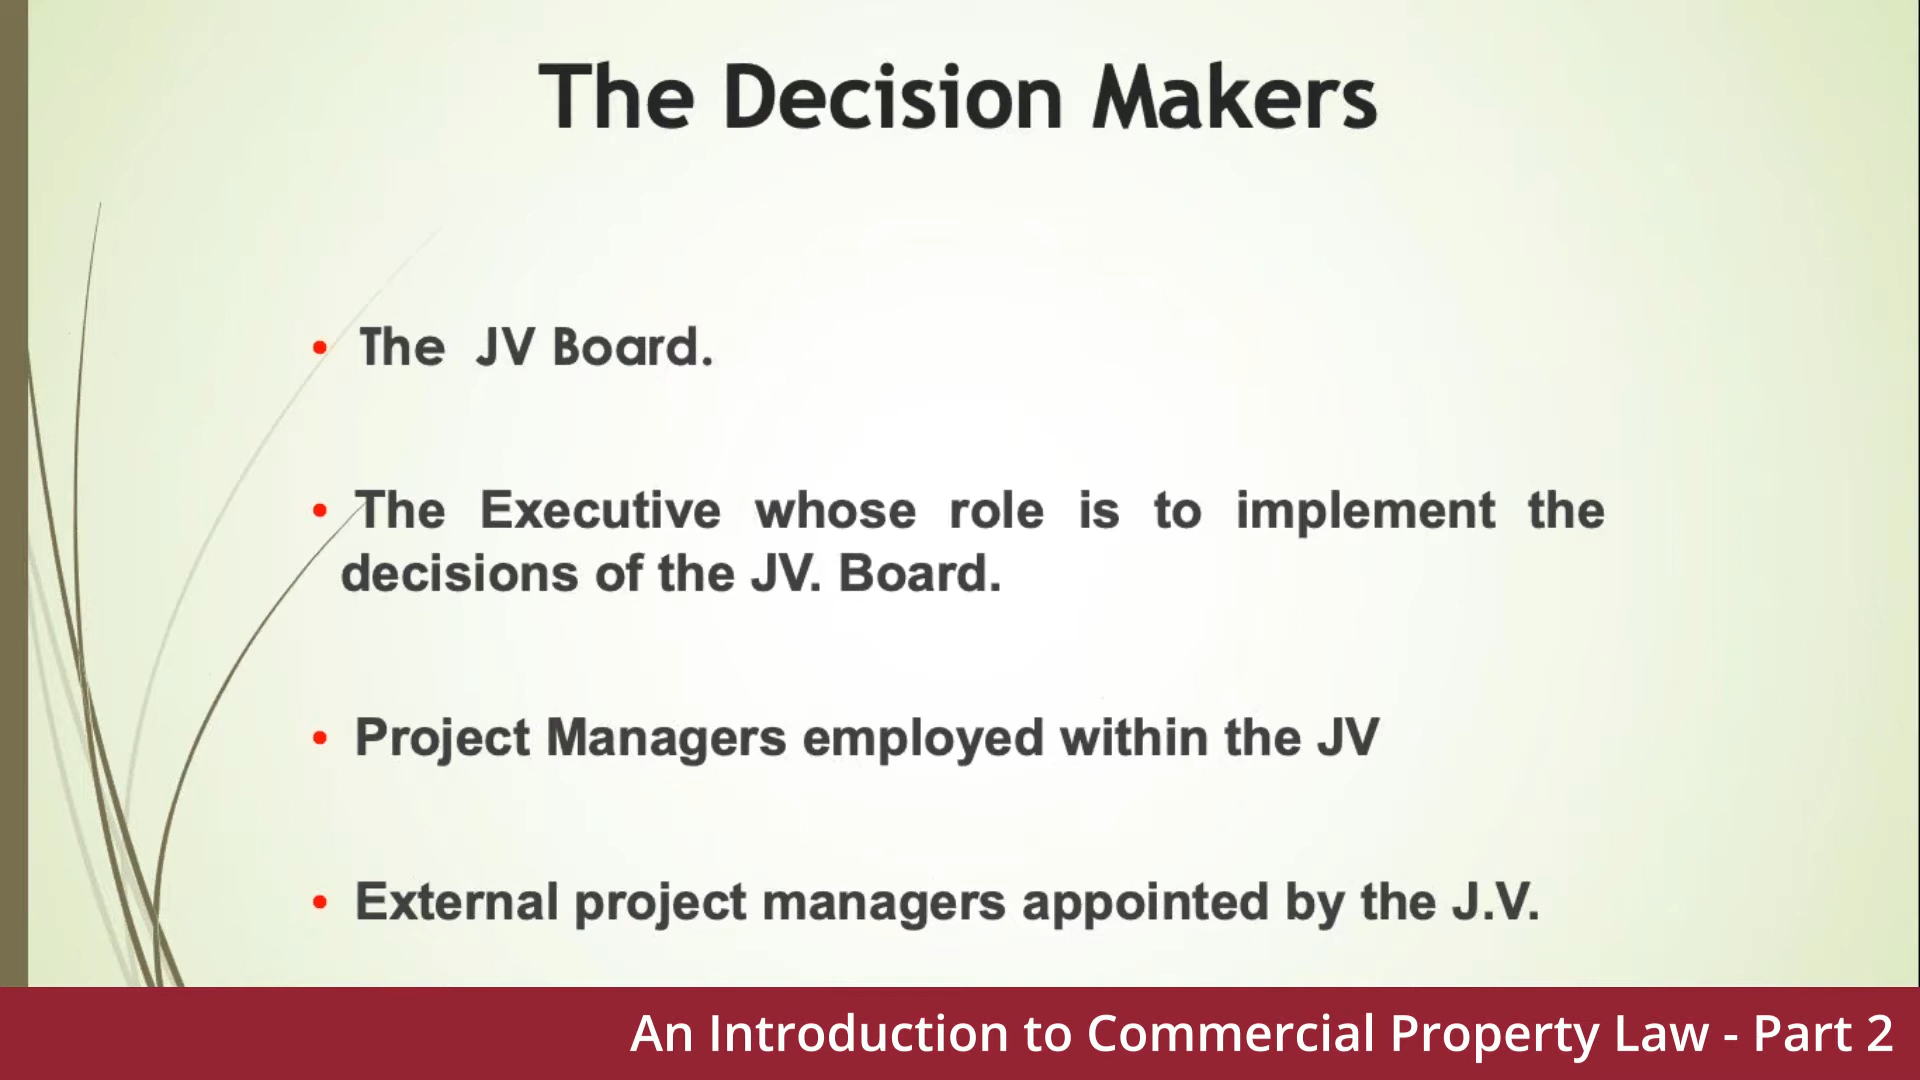 The Decision Makers
• The JV Board.
• The Executive whose role is to implement the
decisions of the JV. Board.
• Project Managers employed within the JV
• External project managers appointed by the J.V.
An Introduction to Commercial Property Law - Part 2